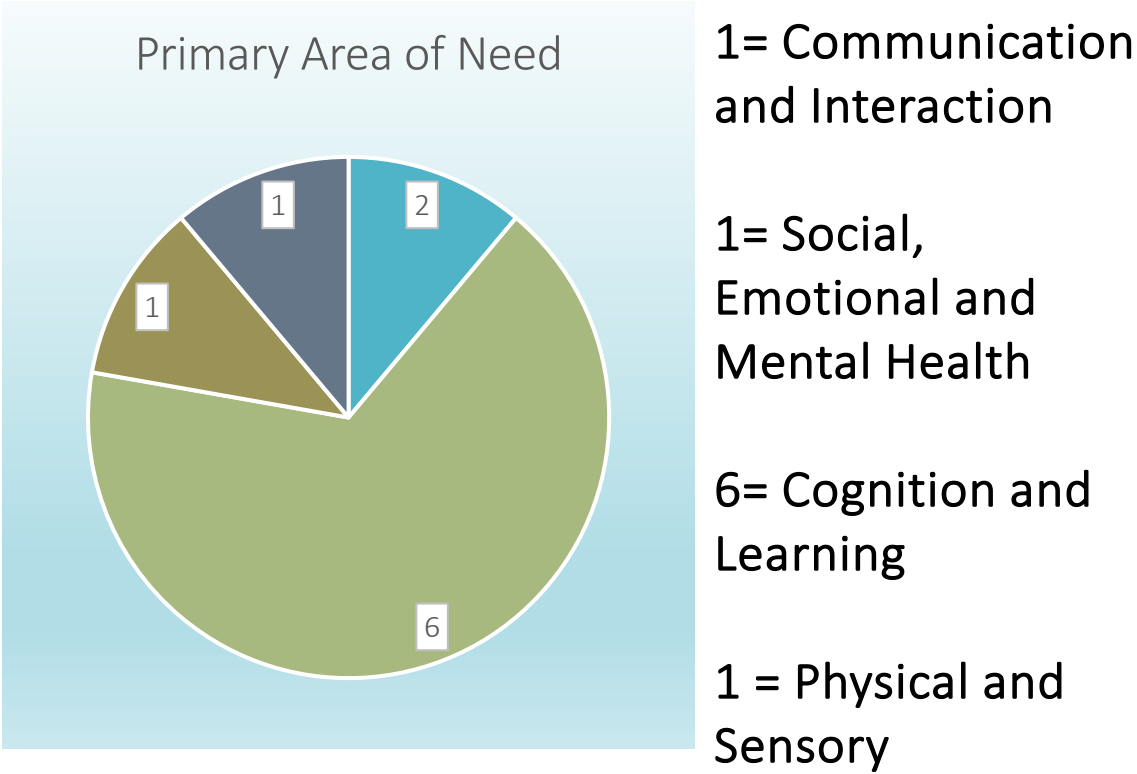 Primary Area of Need
1
2
1
6
1= Communication
and Interaction
1= Social,
Emotional and
Mental Health
6= Cognition and
Learning
1 = Physical and
Sensory